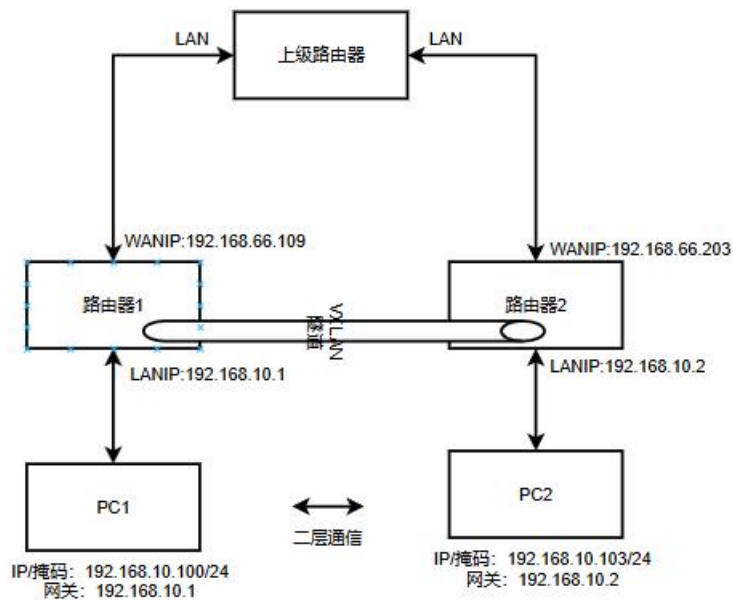 LAN
上级路由器
LAN
WANIP:192.168.66.109
WANIP:192.168.66.203
路由器1
路由器2
VXLAN
隧道
LANIP:192.168.10.1
LANIP:192.168.10.2
PC1
PC2
二层通信
IP/掩码：192.168.10.100/24
网关：192.168.10.1
IP/掩码：192.168.10.103/24
网关：192.168.10.2